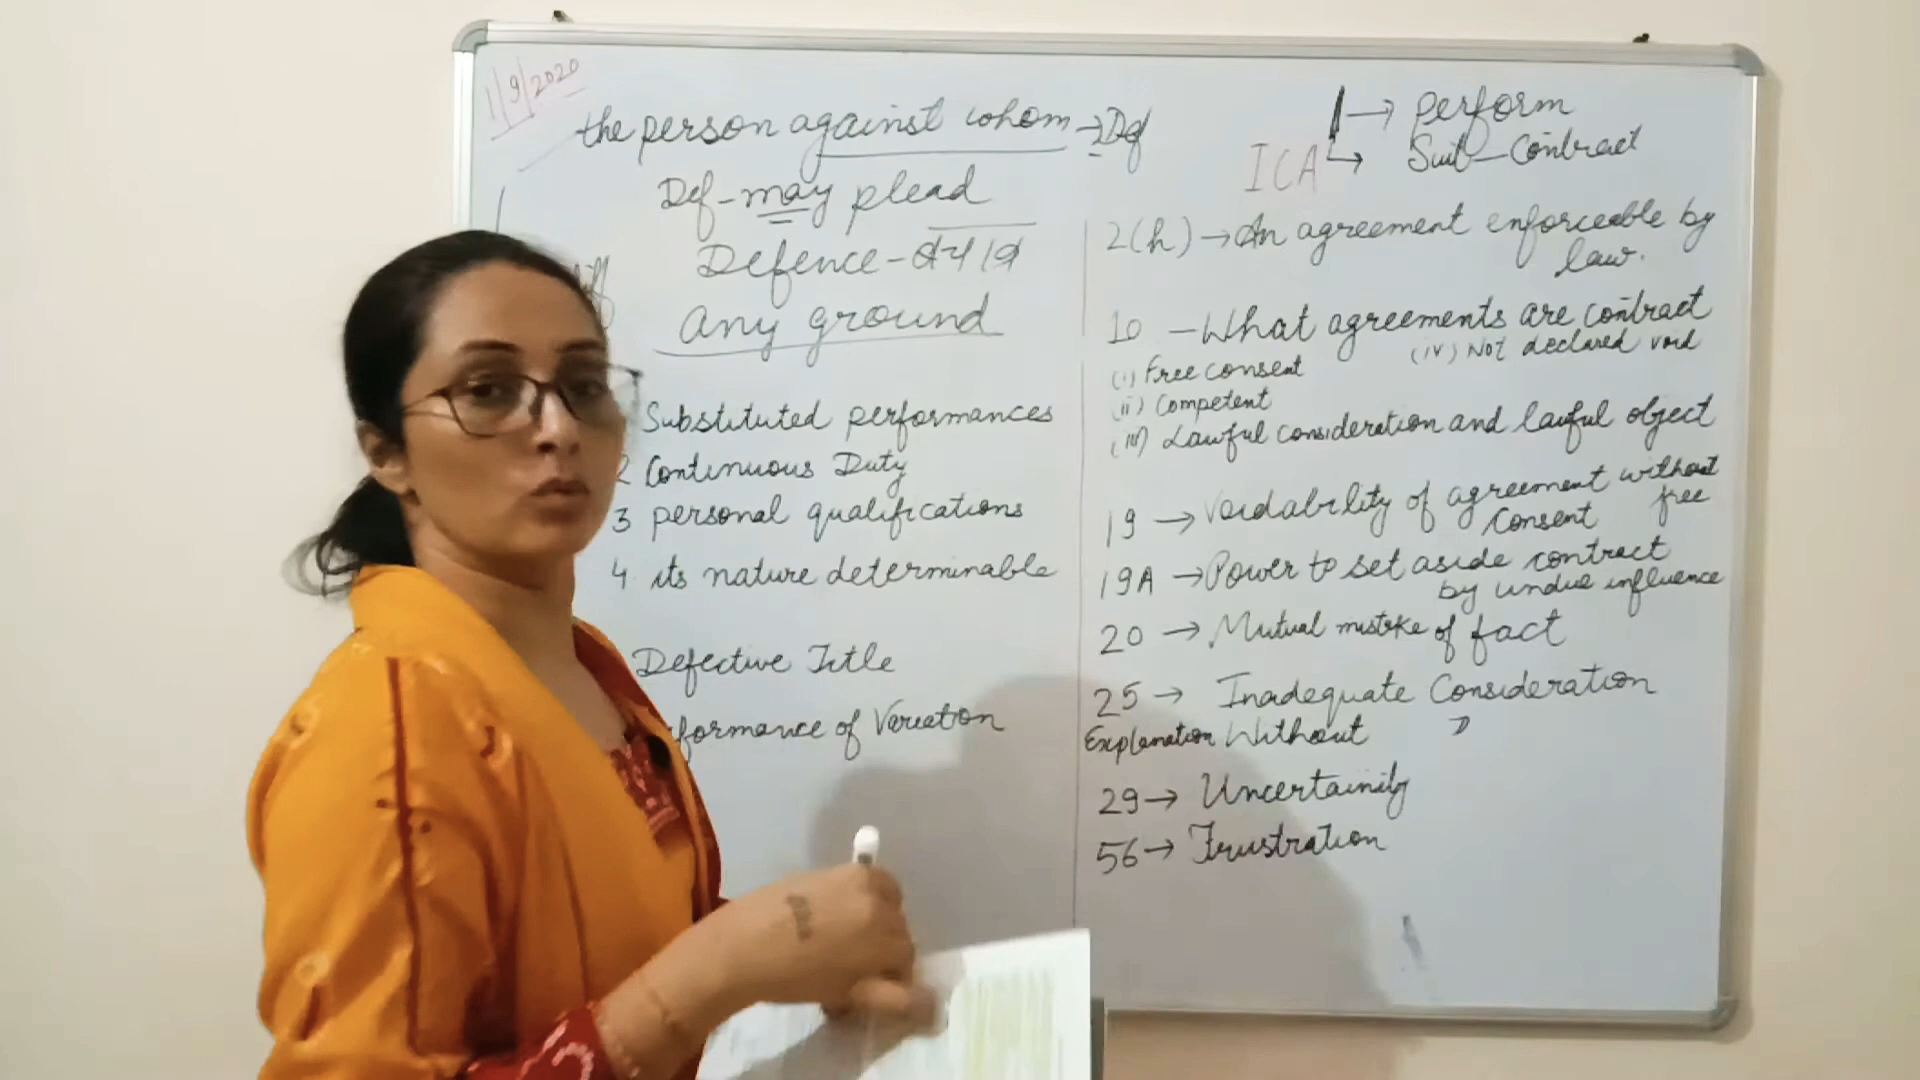 1/9/2020
the person against whom → Def
Def - may plead
Defence - बचाव
any ground
Substituted performances
2 Continuous Duty
3 personal qualifications
4 its nature determinable
Defective Title
formance of Variation
→ perform
ICA → Suit - Contract
2(h) → An agreement enforceable by
law.
10 - What agreements are contract
(i) Free consent (iv) Not declared void
(ii) Competent
(iii) Lawful consideration and lawful object
19 → Voidability of agreement without
free
Consent
19A → Power to set aside contract
by undue influence
20 → Mutual mistake of fact
25 → Inadequate Consideration
Explanation Without "
29 → Uncertainity
56 → Frustration